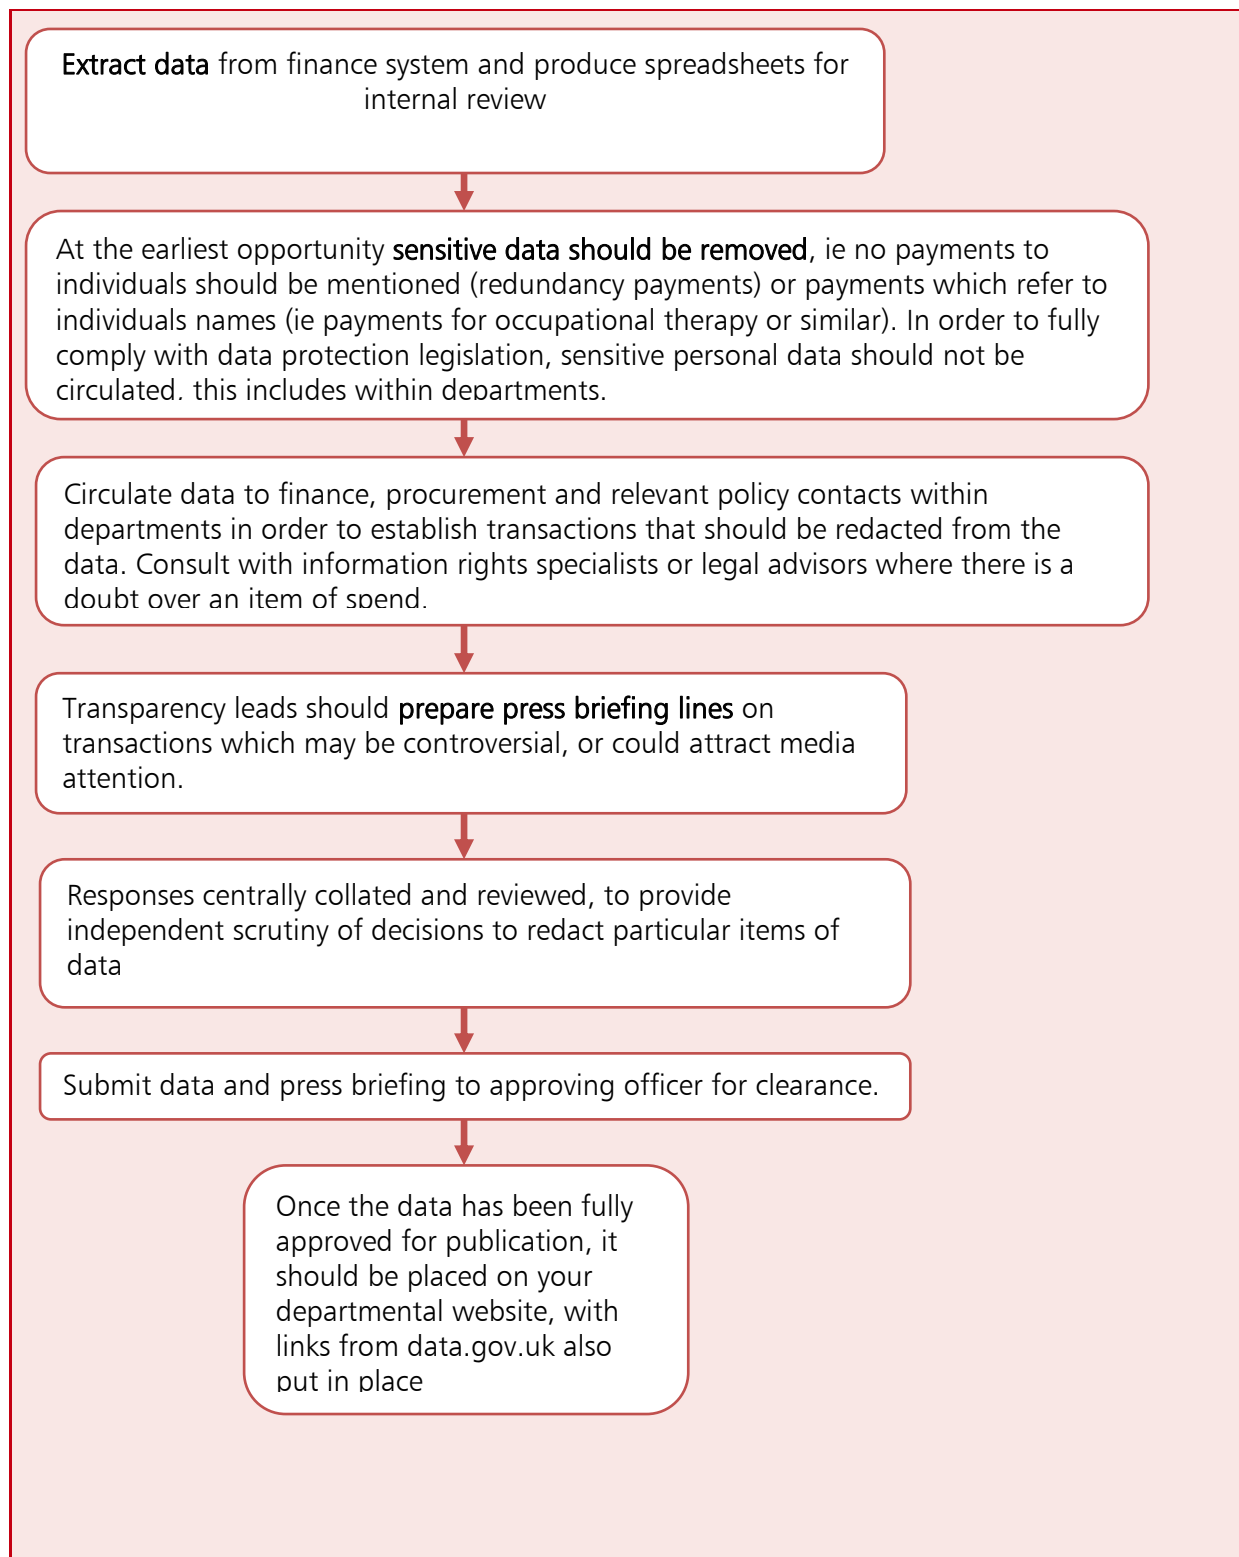 Extract data from finance system and produce spreadsheets for
internal review
At the earliest opportunity sensitive data should be removed, ie no payments to
individuals should be mentioned (redundancy payments) or payments which refer to
individuals names (ie payments for occupational therapy or similar). In order to fully
comply with data protection legislation, sensitive personal data should not be
circulated, this includes within departments.
Circulate data to finance, procurement and relevant policy contacts within
departments in order to establish transactions that should be redacted from the
data. Consult with information rights specialists or legal advisors where there is a
doubt over an item of spend.
Transparency leads should prepare press briefing lines on
transactions which may be controversial, or could attract media
attention.
Responses centrally collated and reviewed, to provide
independent scrutiny of decisions to redact particular items of
data
Submit data and press briefing to approving officer for clearance.
Once the data has been fully
approved for publication, it
should be placed on your
departmental website, with
links from data.gov.uk also
put in place